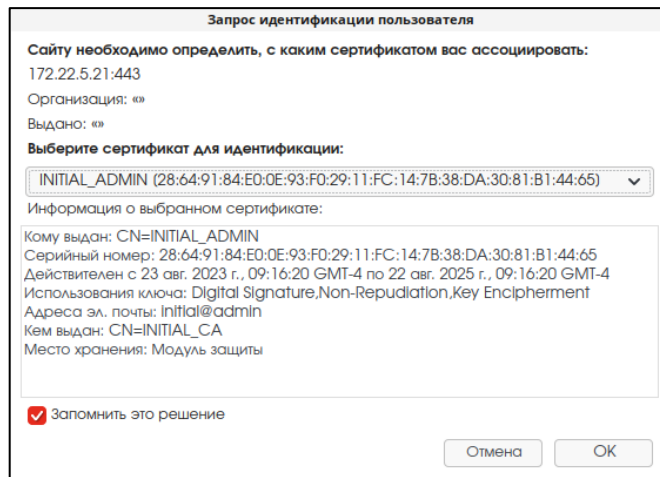 Запрос идентификации пользователя
Сайту необходимо определить, с каким сертификатом вас ассоциировать:
172.22.5.21:443
Организация: «»
Выдано: «»
Выберите сертификат для идентификации:
INITIAL_ADMIN (28:64:91:84:E0:0E:93:F0:29:11:FC:14:7B:38:DA:30:81:B1:44:65)
Информация о выбранном сертификате:
Кому выдан: CN=INITIAL_ADMIN
Серийный номер: 28:64:91:84:E0:0E:93:F0:29:11:FC:14:7B:38:DA:30:81:B1:44:65
Действителен с 23 авг. 2023 г., 09:16:20 GMT-4 по 22 авг. 2025 г., 09:16:20 GMT-4
Использования ключа: Digital Signature,Non-Repudiation,Key Encipherment
Адреса эл. почты: initial@admin
Кем выдан: CN=INITIAL_CA
Место хранения: Модуль защиты
Запомнить это решение
Отмена OK